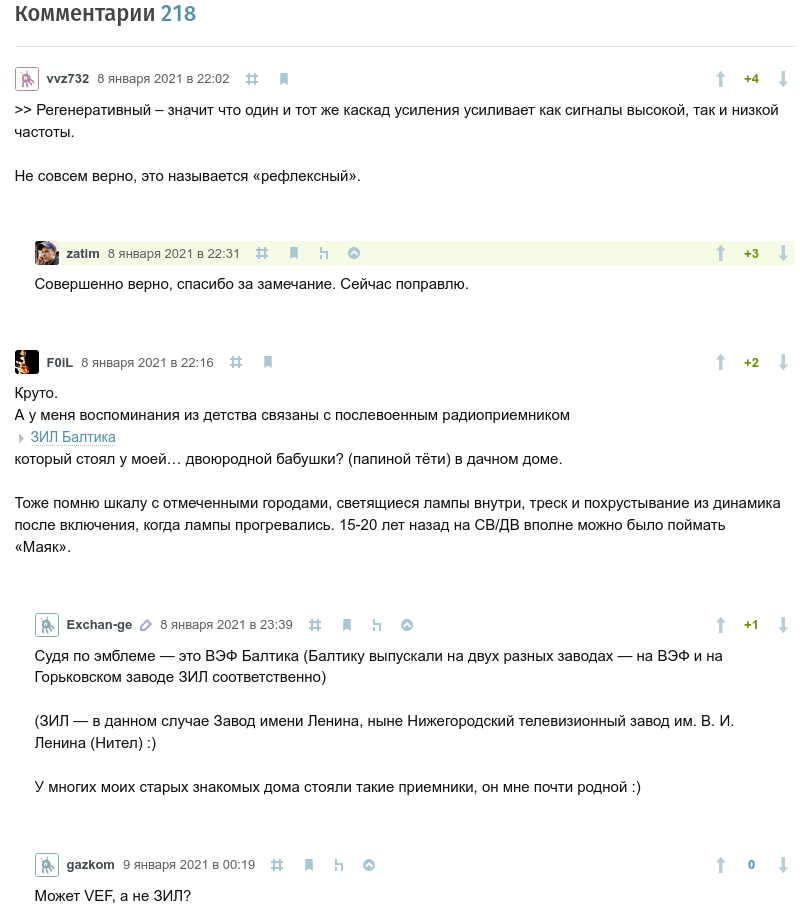 Комментарии 218
vvz732 8 января 2021 в 22:02 +4
>> Регенеративный – значит что один и тот же каскад усиления усиливает как сигналы высокой, так и низкой
частоты.
Не совсем верно, это называется «рефлексный».
zatim 8 января 2021 в 22:31 +3
Совершенно верно, спасибо за замечание. Сейчас поправлю.
F0iL 8 января 2021 в 22:16 +2
Круто.
А у меня воспоминания из детства связаны с послевоенным радиоприемником
ЗИЛ Балтика
который стоял у моей… двоюродной бабушки? (папиной тёти) в дачном доме.
Тоже помню шкалу с отмеченными городами, светящиеся лампы внутри, треск и похрустывание из динамика
после включения, когда лампы прогревались. 15-20 лет назад на СВ/ДВ вполне можно было поймать
«Маяк».
Exchan-ge 8 января 2021 в 23:39 +1
Судя по эмблеме — это ВЭФ Балтика (Балтику выпускали на двух разных заводах — на ВЭФ и на
Горьковском заводе ЗИЛ соответственно)
(ЗИЛ — в данном случае Завод имени Ленина, ныне Нижегородский телевизионный завод им. В. И.
Ленина (Нител) :)
У многих моих старых знакомых дома стояли такие приемники, он мне почти родной :)
gazkom 9 января 2021 в 00:19 0
Может VEF, а не ЗИЛ?